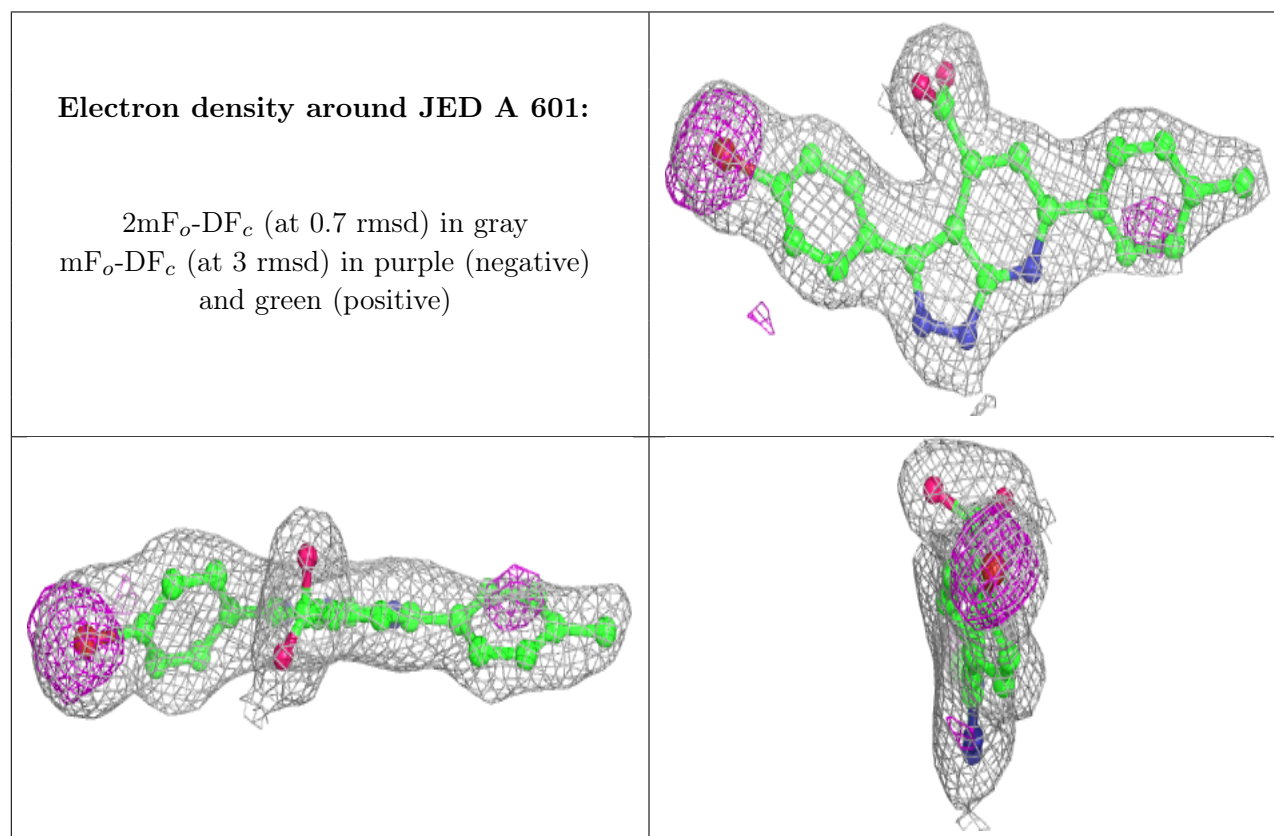 Electron density around JED A 601:
2mFₒ-DF𝒸 (at 0.7 rmsd) in gray
mFₒ-DF𝒸 (at 3 rmsd) in purple (negative)
and green (positive)